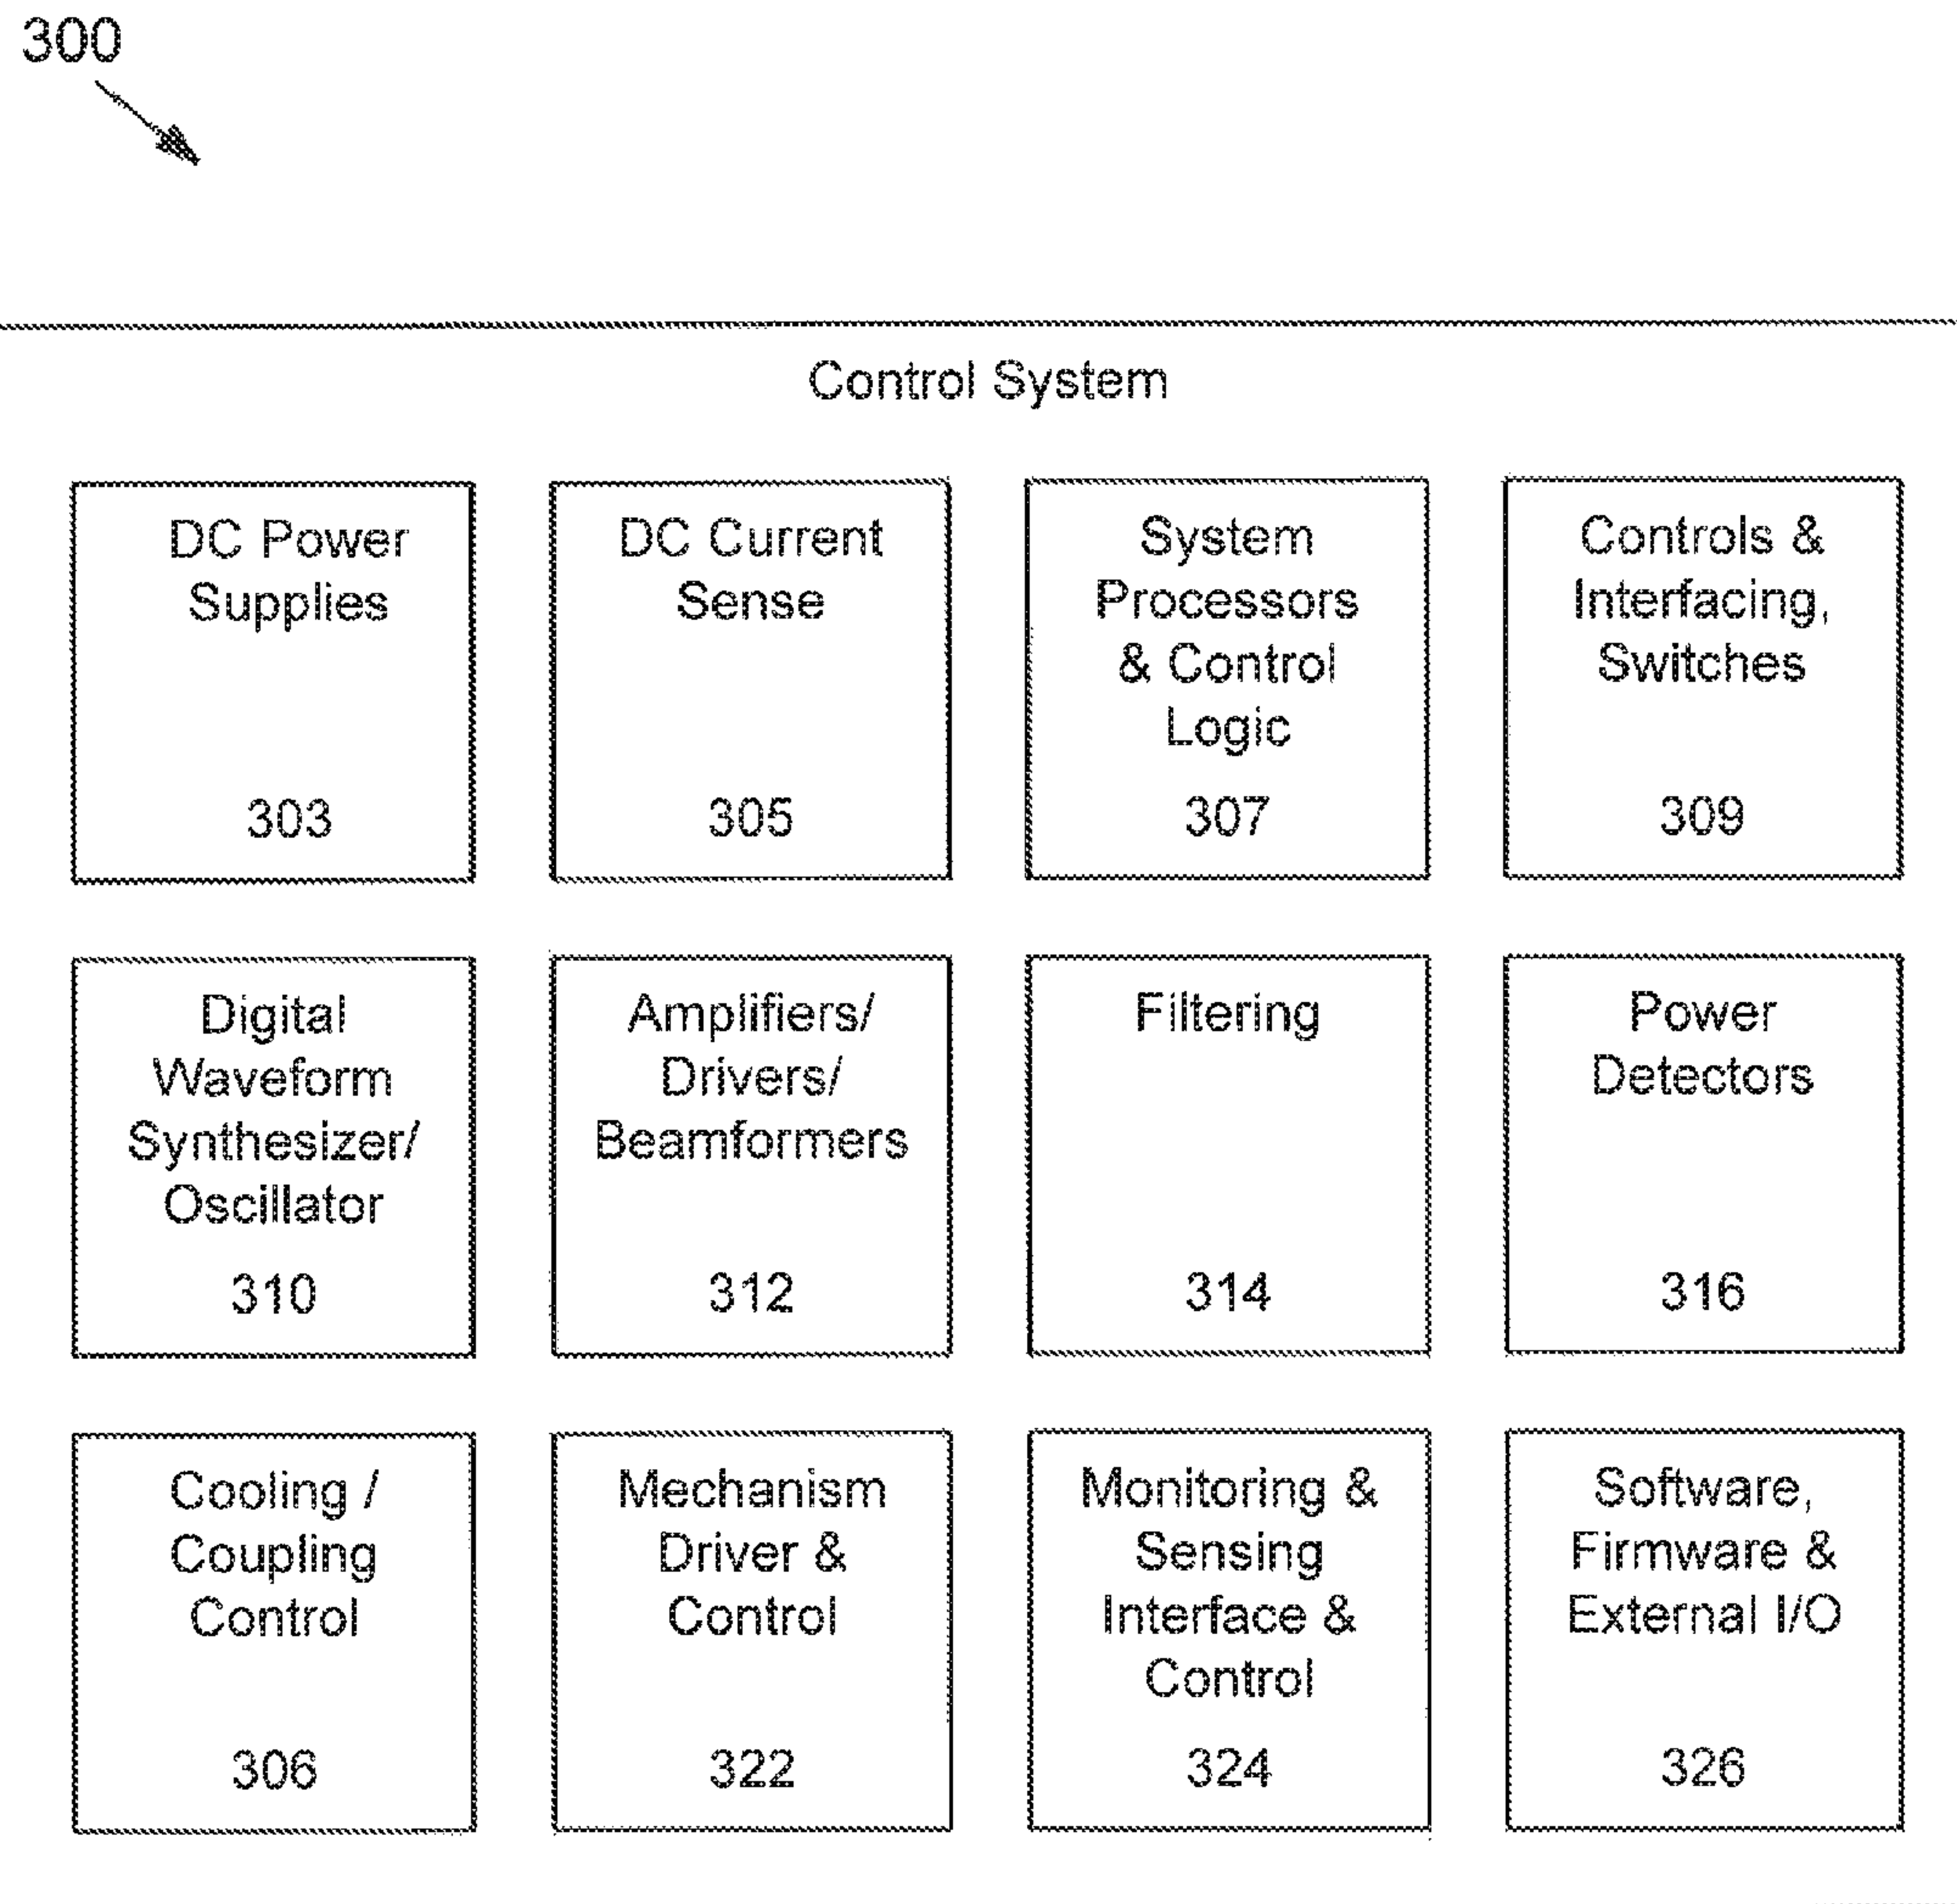 300
Control System
DC Power
Supplies
303
DC Current
Sense
305
System
Processors
& Control
Logic
307
Controls &
Interfacing,
Switches
309
Digital
Waveform
Synthesizer/
Oscillator
310
Amplifiers/
Drivers/
Beamformers
312
Filtering
314
Power
Detectors
316
Cooling /
Coupling
Control
306
Mechanism
Driver &
Control
322
Monitoring &
Sensing
Interface &
Control
324
Software,
Firmware &
External I/O
326